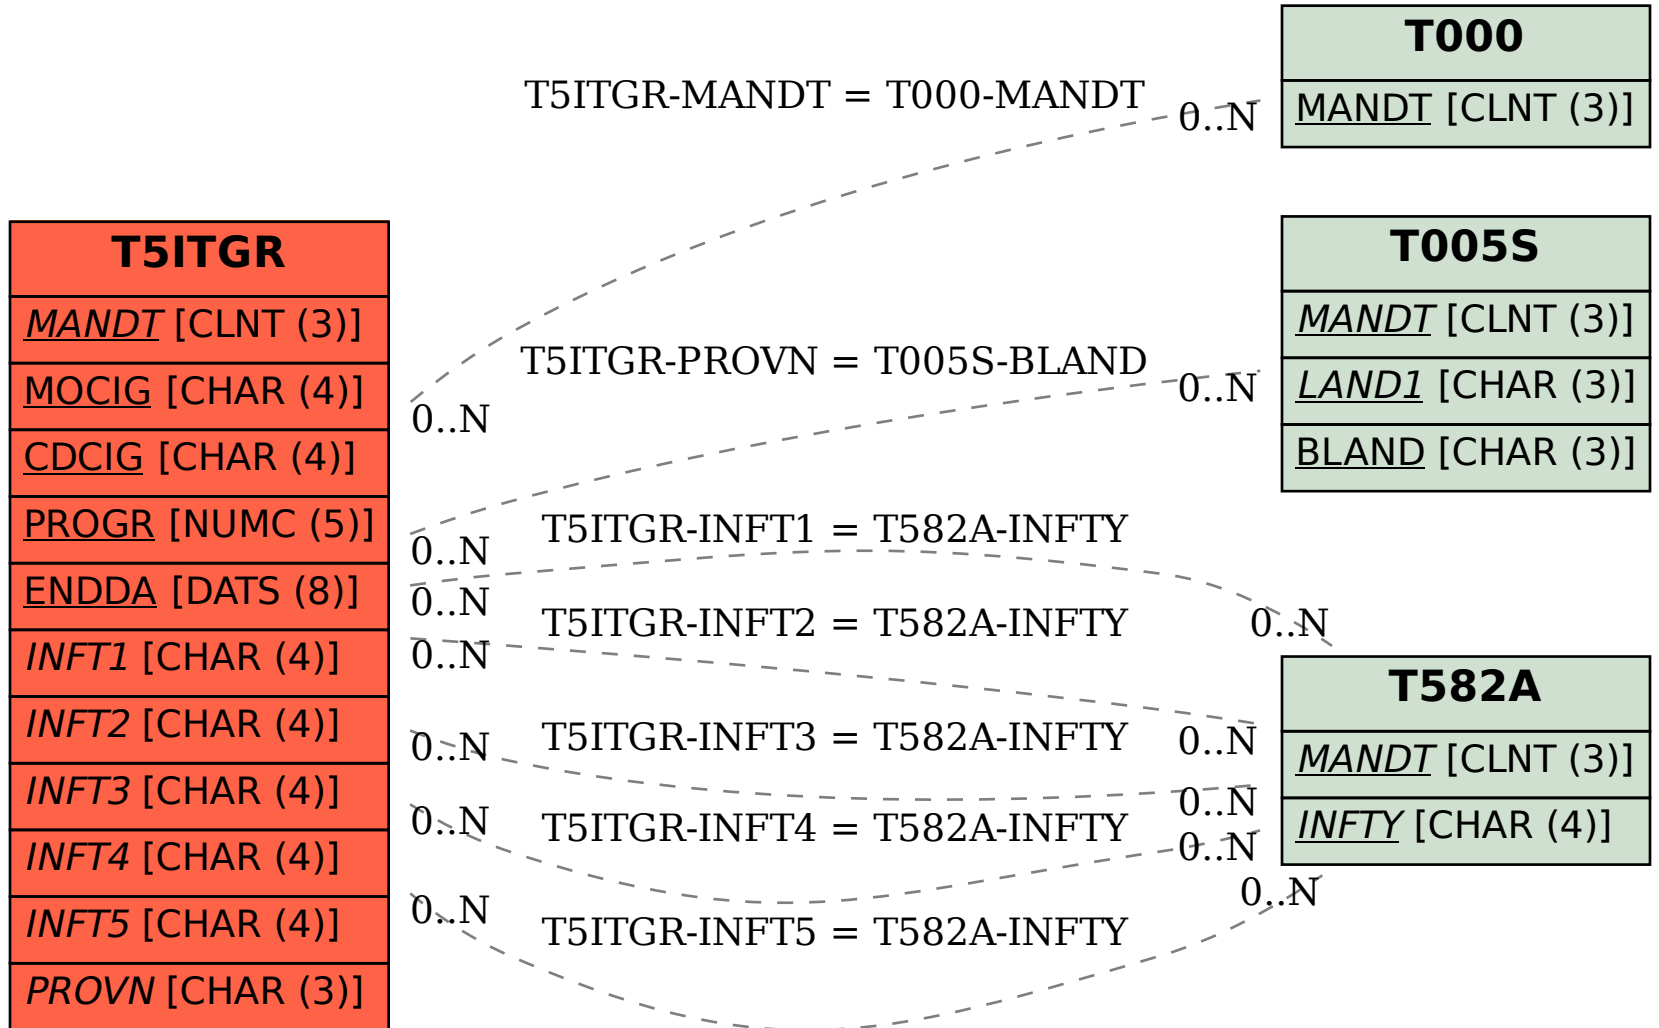 T5ITGR
MANDT [CLNT (3)]
MOCIG [CHAR (4)]
CDCIG [CHAR (4)]
PROGR [NUMC (5)]
ENDDA [DATS (8)]
INFT1 [CHAR (4)]
INFT2 [CHAR (4)]
INFT3 [CHAR (4)]
INFT4 [CHAR (4)]
INFT5 [CHAR (4)]
PROVN [CHAR (3)]
T5ITGR-MANDT = T000-MANDT
0..N
0..N
T5ITGR-PROVN = T005S-BLAND
0..N
0..N
T5ITGR-INFT1 = T582A-INFTY
0..N
0..N
T5ITGR-INFT2 = T582A-INFTY
0..N
0..N
T5ITGR-INFT3 = T582A-INFTY
0..N
0..N
T5ITGR-INFT4 = T582A-INFTY
0..N
0..N
T5ITGR-INFT5 = T582A-INFTY
0..N
0..N
T000
MANDT [CLNT (3)]
T005S
MANDT [CLNT (3)]
LAND1 [CHAR (3)]
BLAND [CHAR (3)]
T582A
MANDT [CLNT (3)]
INFTY [CHAR (4)]